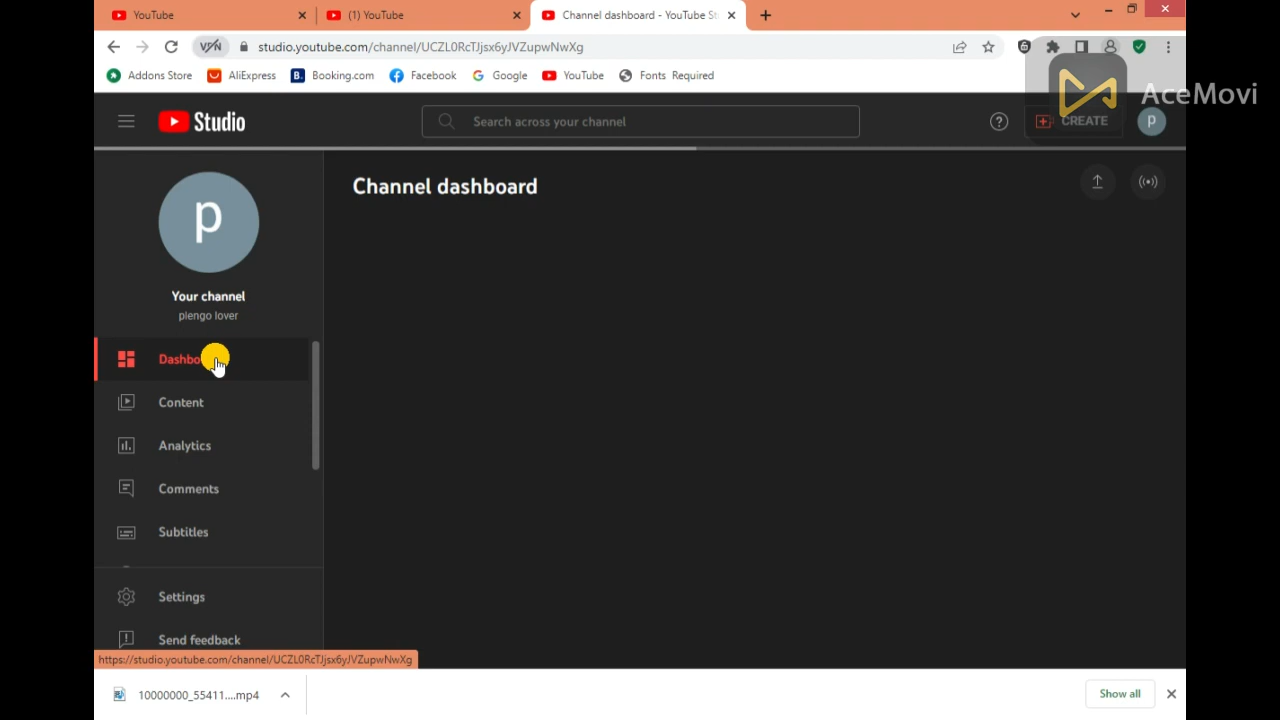 YouTube
(1) YouTube
Channel dashboard - YouTube St
VPN
studio.youtube.com/channel/UCZL0RcTJjsx6yJVZupwNwXg
Addons Store
AliExpress
B.
Booking.com
Facebook
Google
YouTube
Fonts Required
AceMovi
Studio
Search across your channel
CREATE
p
p
Channel dashboard
Your channel
plengo lover
Dashbo
Content
Analytics
Comments
Subtitles
Settings
Send feedback
https://studio.youtube.com/channel/UCZL0RcTJjsx6yJVZupwNwXg
10000000_55411....mp4
Show all